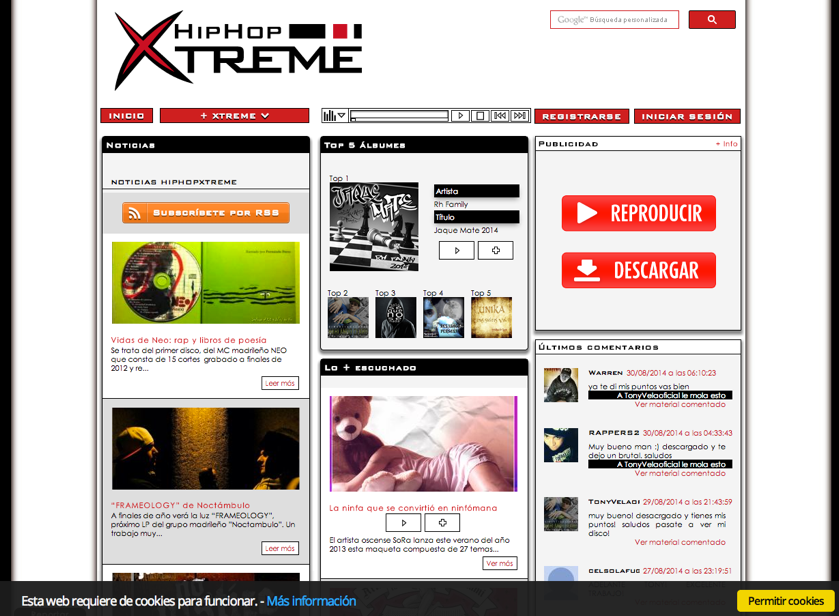 HipHop
XTREME
Google™ Búsqueda personalizada
INICIO
+ XTREME
REGISTRARSE
INICIAR SESIÓN
Noticias
NOTICIAS HIPHOPXTREME
Subscríbete por RSS
Vidas de Neo: rap y libros de poesía
Se trata del primer disco, del MC madrileño NEO
que consta de 15 cortes grabado a finales de
2012 y re...
Leer más
"FRAMEOLOGY" de Noctámbulo
A finales de año verá la luz "FRAMEOLOGY",
próximo LP del grupo madrileño "Noctambulo". Un
trabajo muy...
Leer más
Top 5 Álbumes
Top 1
JAQUE
MATE
RH FAMILY
2014
Artista
Rh Family
Título
Jaque Mate 2014
Top 2
Top 3
Top 4
Top 5
UNIKA
Lo + escuchado
La ninfa que se convirtió en ninfómana
El artista oscense SoRa lanza este verano del año
2013 esta maqueta compuesta de 27 temas...
Ver más
Publicidad
+ Info
REPRODUCIR
DESCARGAR
Últimos comentarios
Warren 30/08/2014 a las 06:10:23
ya te di mis puntos vas bien
A TonyVelaoficial le mola esto
Ver material comentado
RAPPERS2 30/08/2014 a las 04:33:43
Muy bueno man :) descargado y te
dejo un brutal. saludos
A TonyVelaoficial le mola esto
Ver material comentado
TonyVelaoi 29/08/2014 a las 21:43:59
muy bueno! desacrgado y tienes mis
puntos! saludos pasate a ver mi
disco!
Ver material comentado
celsolafuc 27/08/2014 a las 23:19:51
Esta web requiere de cookies para funcionar. - Más información
Permitir cookies